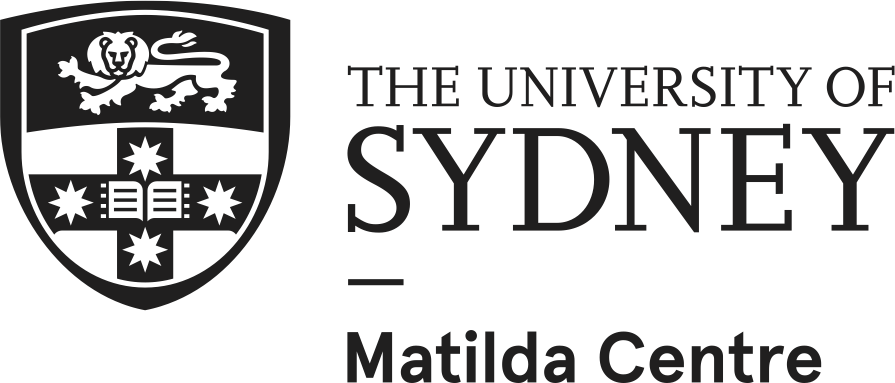 THE UNIVERSITY OF
SYDNEY
Matilda Centre